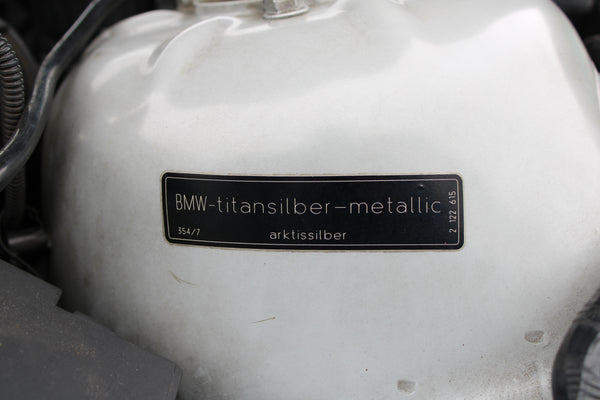 BMW-titansilber-metallic
354/7
arktissilber
2 122 615